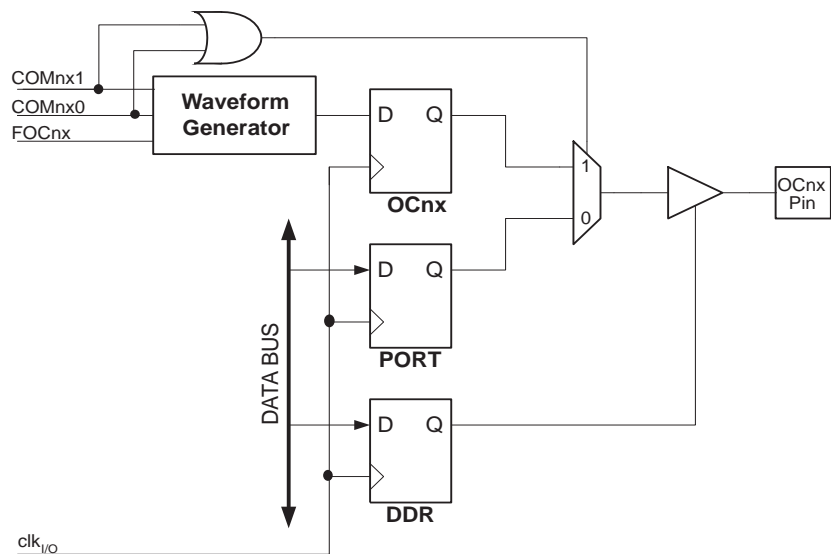 COMnx1
COMnx0
FOCnx
Waveform
Generator
D Q
OCnx
1
0
OCnx
Pin
D Q
PORT
DATA BUS
D Q
DDR
clkI/O